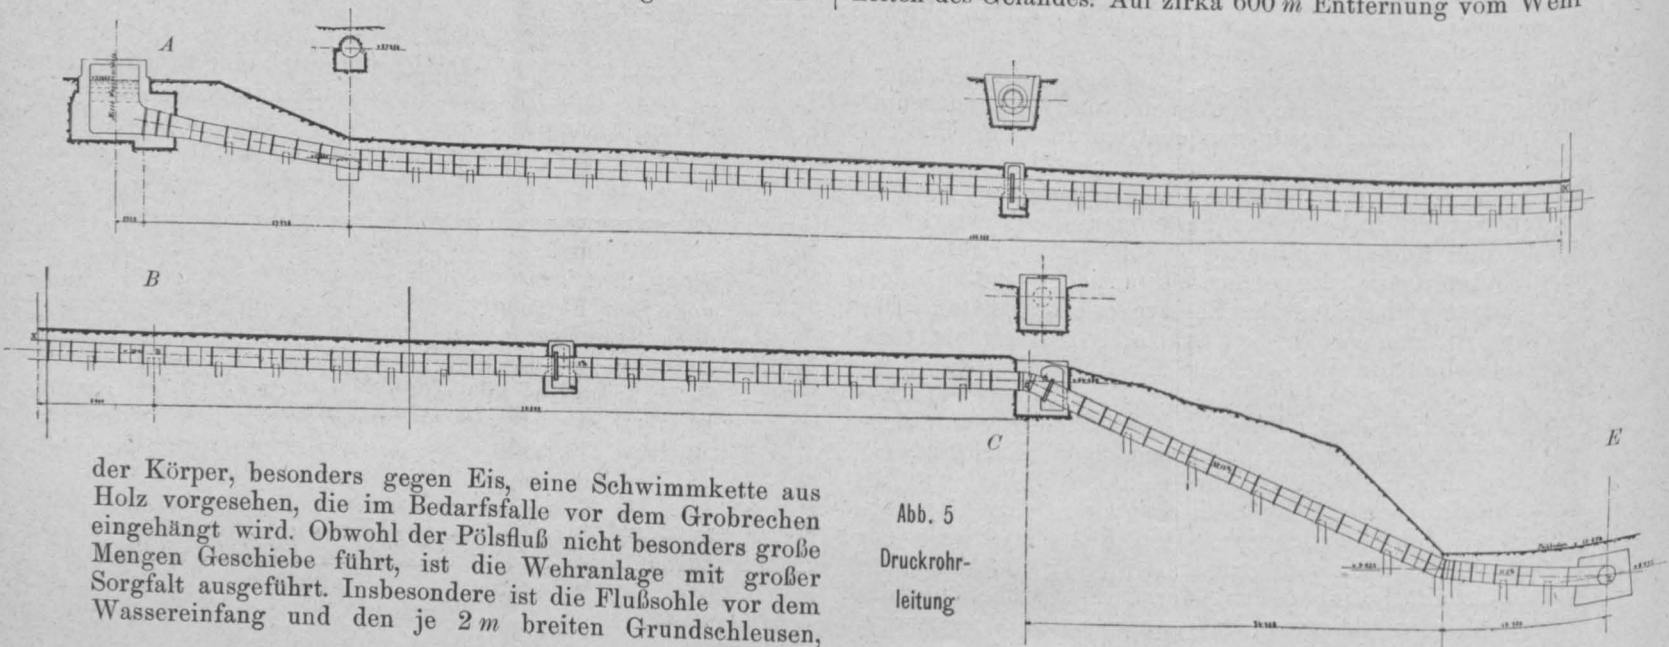 des Geländes. Auf zirka 600 m Entfernung vom Wehr
A
B
C
E
der Körper, besonders gegen Eis, eine Schwimmkette aus
Holz vorgesehen, die im Bedarfsfalle vor dem Grobrechen
eingehängt wird. Obwohl der Pölsfluß nicht besonders große
Mengen Geschiebe führt, ist die Wehranlage mit großer
Sorgfalt ausgeführt. Insbesondere ist die Flußsohle vor dem
Wassereinfang und den je 2 m breiten Grundschleusen,
Abb. 5
Druckrohr-
leitung